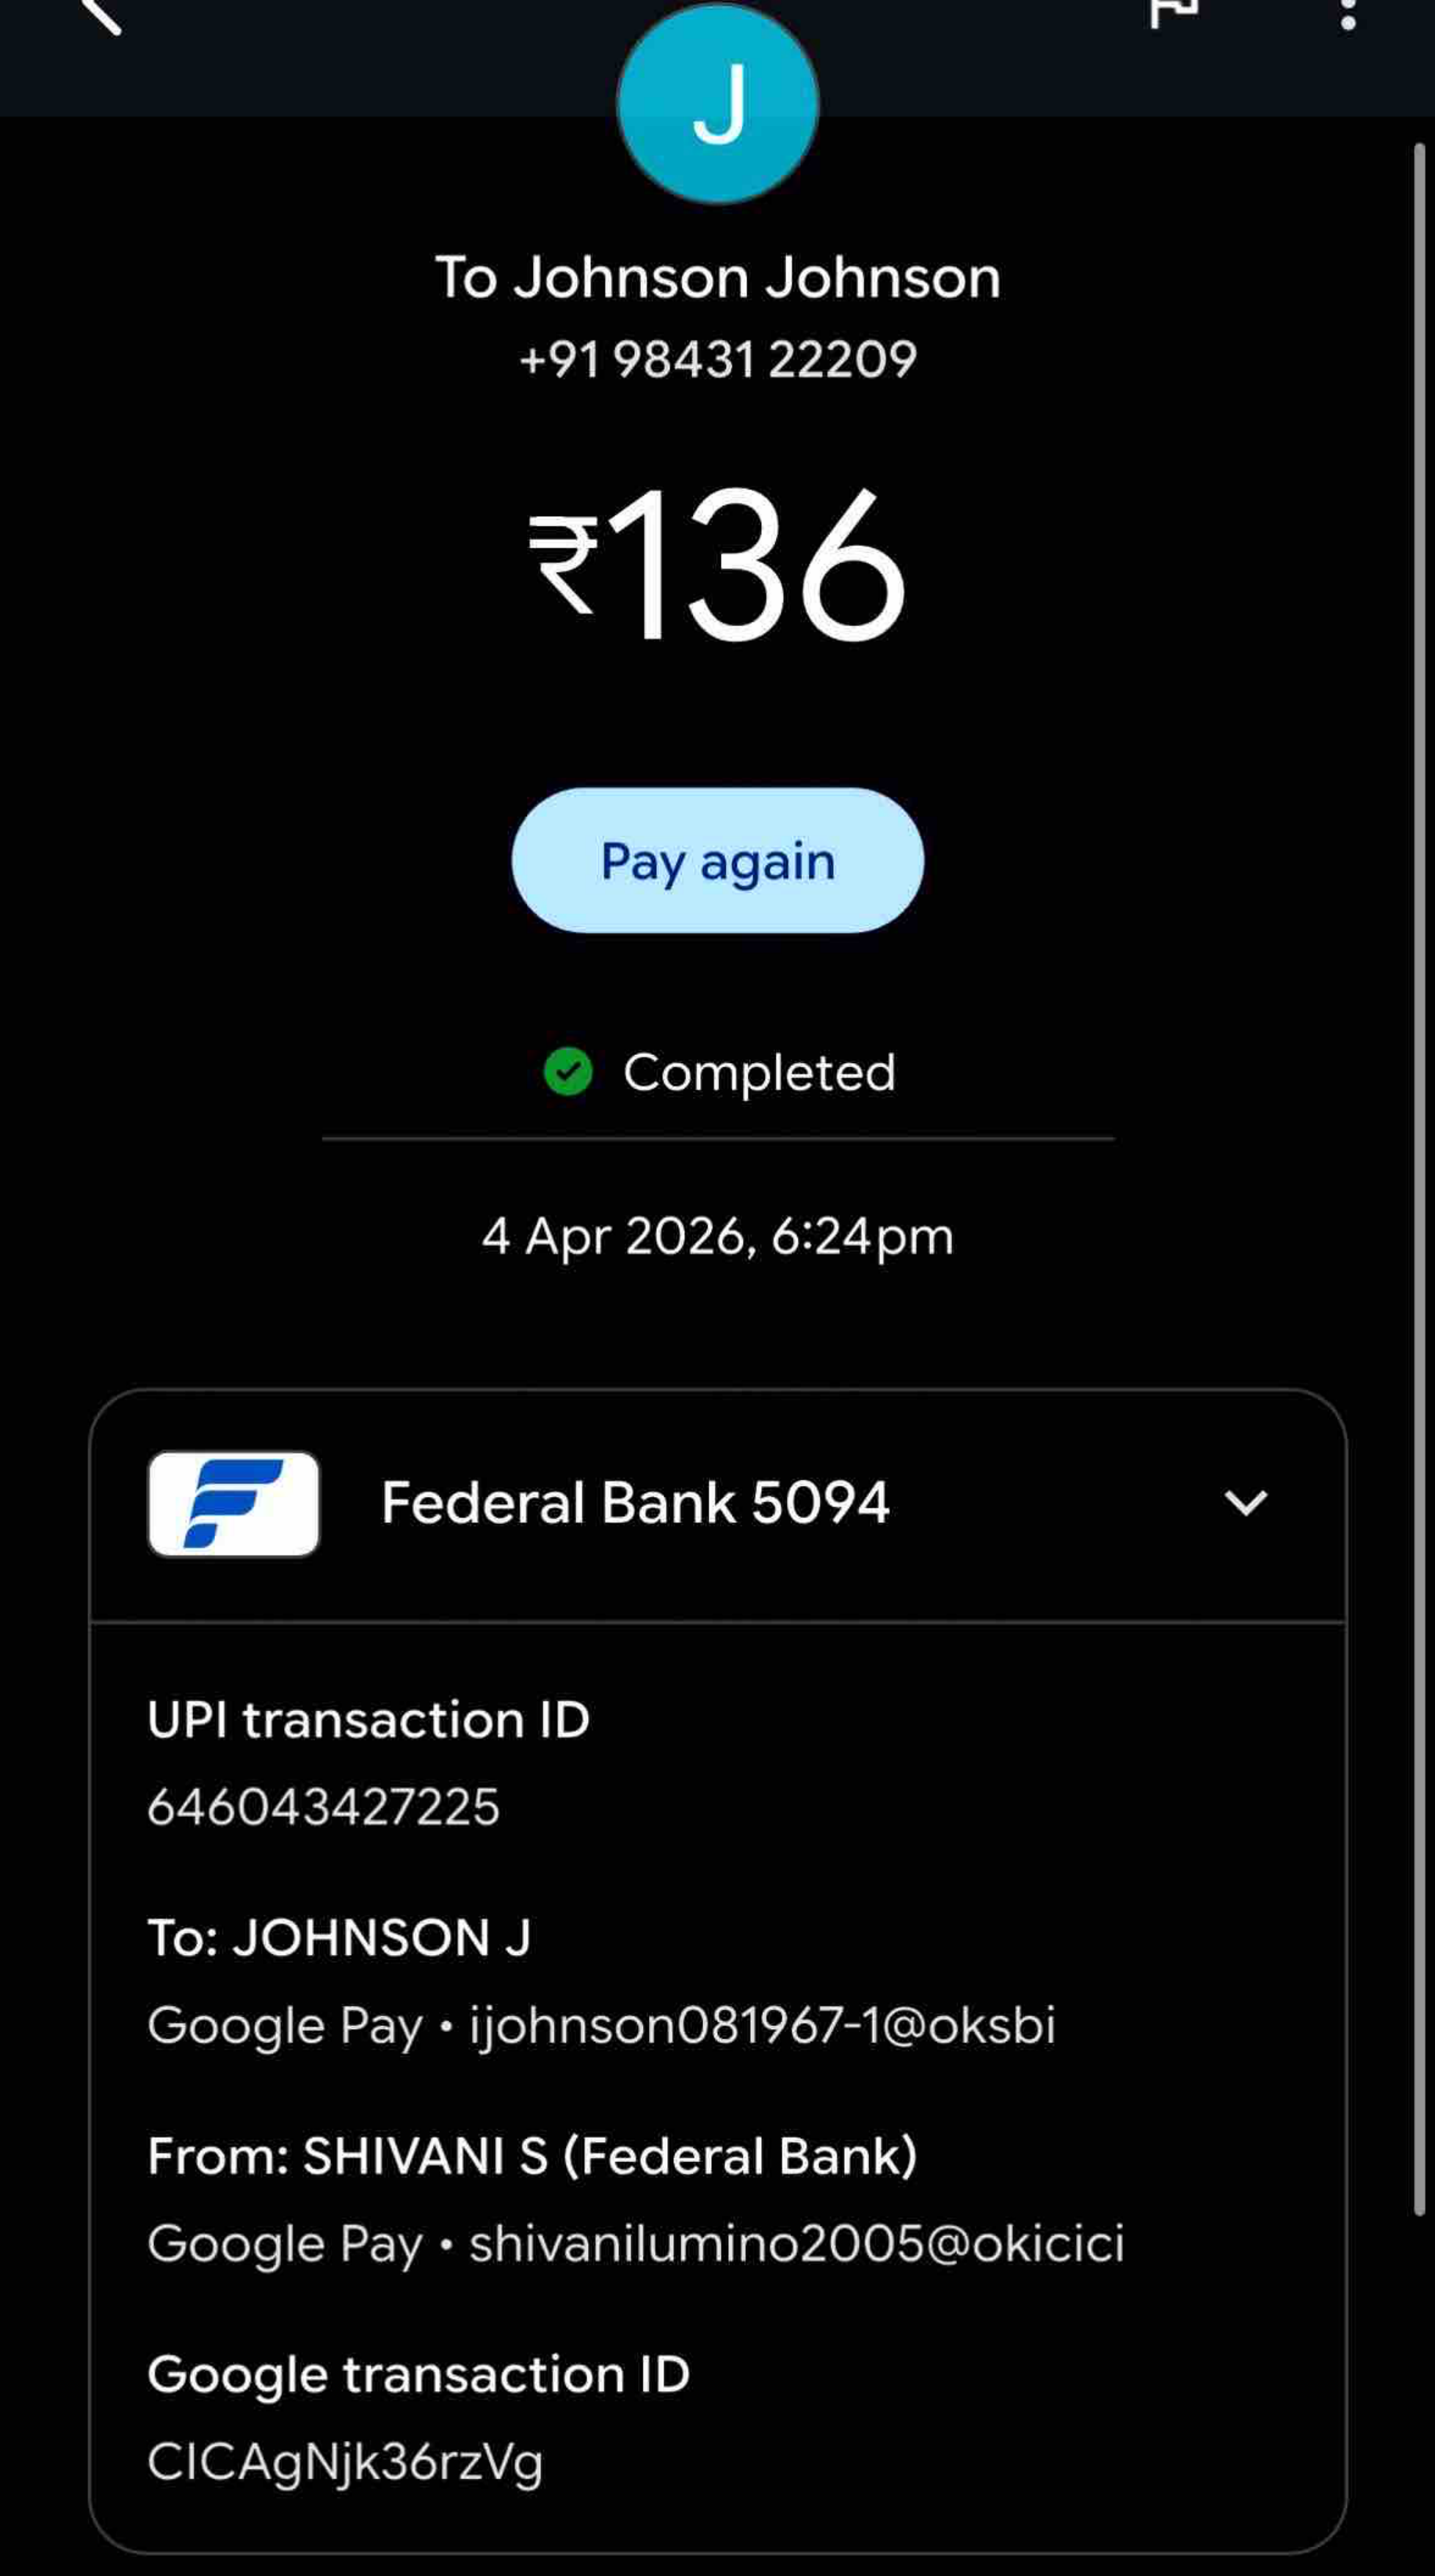 J
To Johnson Johnson
+91 98431 22209
₹136
Pay again
Completed
4 Apr 2026, 6:24pm
Federal Bank 5094
UPI transaction ID
646043427225
To: JOHNSON J
Google Pay • ijohnson081967-1@oksbi
From: SHIVANI S (Federal Bank)
Google Pay • shivanilumino2005@okicici
Google transaction ID
CICAgNjk36rzVg